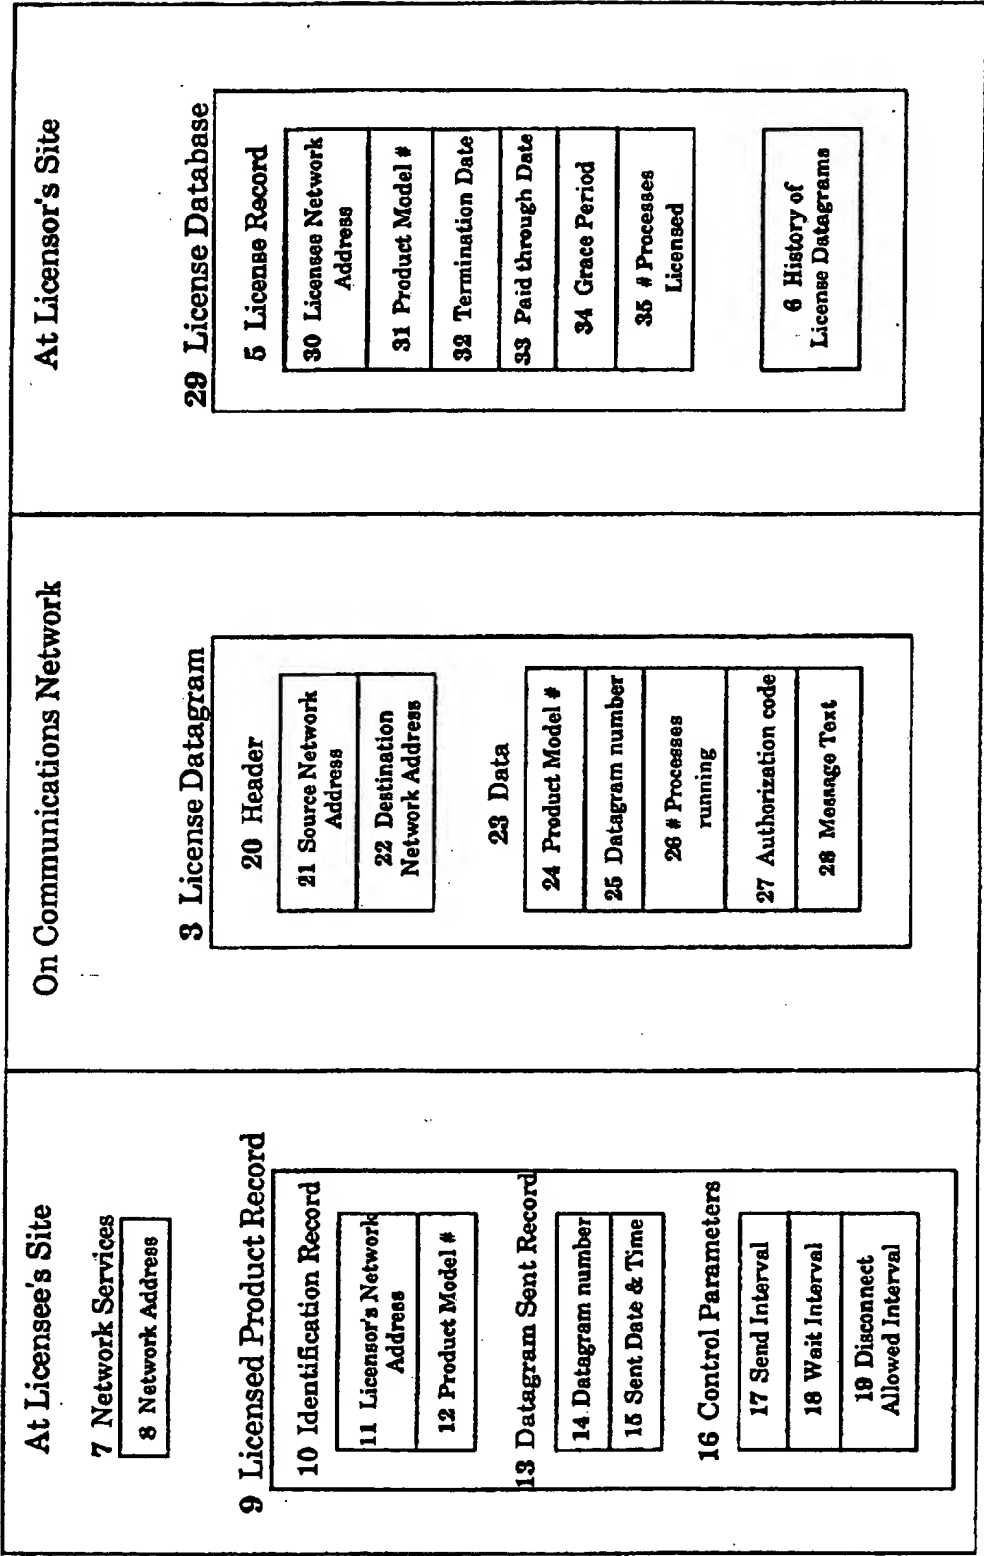 At Licensee's Site
7 Network Services
8 Network Address
9 Licensed Product Record
10 Identification Record
11 Licensor's Network
Address
12 Product Model #
13 Datagram Sent Record
14 Datagram number
15 Sent Date & Time
16 Control Parameters
17 Send Interval
18 Wait Interval
19 Disconnect
Allowed Interval
On Communications Network
3 License Datagram
20 Header
21 Source Network
Address
22 Destination
Network Address
23 Data
24 Product Model #
25 Datagram number
26 # Processes
running
27 Authorization code
28 Message Text
At Licensor's Site
29 License Database
5 License Record
30 Licensee Network
Address
31 Product Model #
32 Termination Date
33 Paid through Date
34 Grace Period
35 # Processes
Licensed
6 History of
License Datagrams